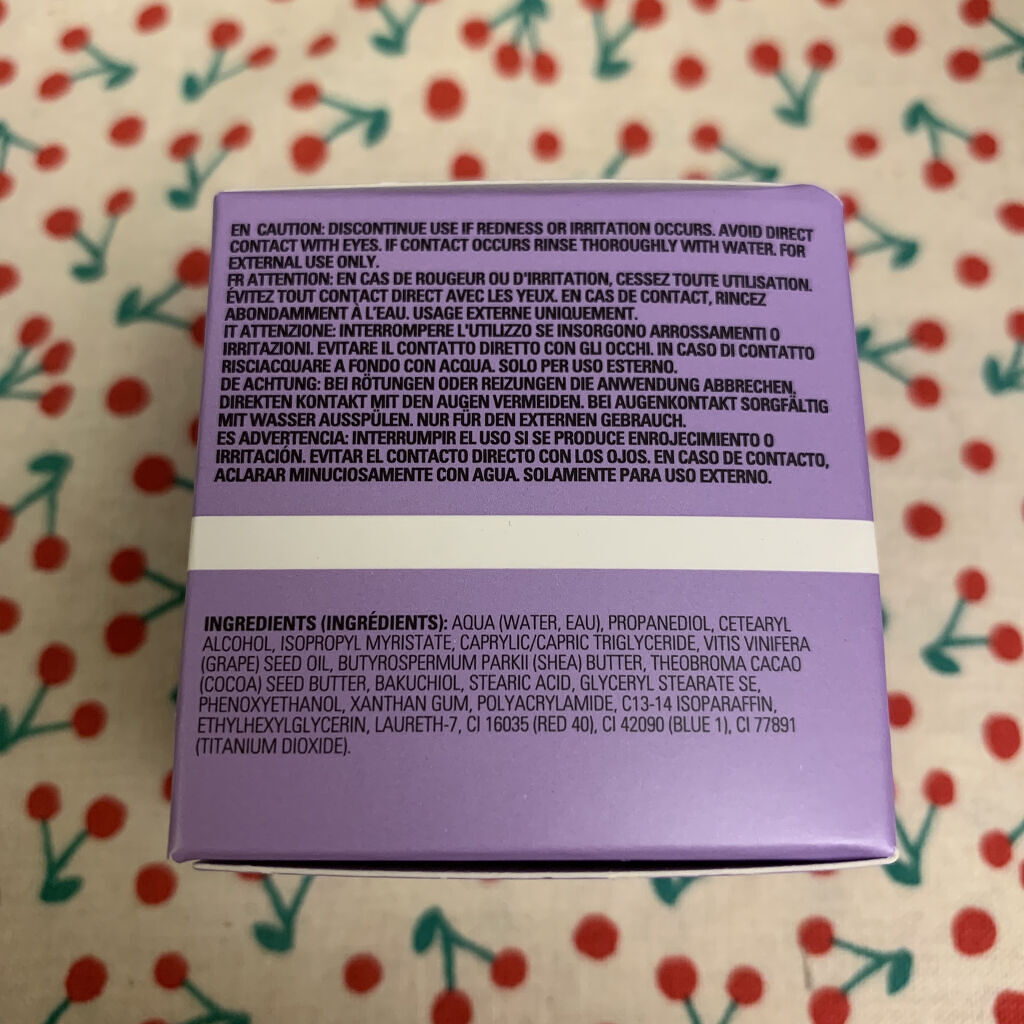 EN CAUTION: DISCONTINUE USE IF REDNESS OR IRRITATION OCCURS. AVOID DIRECT
CONTACT WITH EYES. IF CONTACT OCCURS RINSE THOROUGHLY WITH WATER. FOR
EXTERNAL USE ONLY.
FR ATTENTION: EN CAS DE ROUGEUR OU D'IRRITATION, CESSEZ TOUTE UTILISATION.
ÉVITEZ TOUT CONTACT DIRECT AVEC LES YEUX. EN CAS DE CONTACT, RINCEZ
ABONDAMMENT À L'EAU. USAGE EXTERNE UNIQUEMENT.
IT ATTENZIONE: INTERROMPERE L'UTILIZZO SE INSORGONO ARROSSAMENTI O
IRRITAZIONI. EVITARE IL CONTATTO DIRETTO CON GLI OCCHI. IN CASO DI CONTATTO
RISCIACQUARE A FONDO CON ACQUA. SOLO PER USO ESTERNO.
DE ACHTUNG: BEI RÖTUNGEN ODER REIZUNGEN DIE ANWENDUNG ABBRECHEN,
DIREKTEN KONTAKT MIT DEN AUGEN VERMEIDEN. BEI AUGENKONTAKT SORGFÄLTIG
MIT WASSER AUSSPÜLEN. NUR FÜR DEN EXTERNEN GEBRAUCH.
ES ADVERTENCIA: INTERRUMPIR EL USO SI SE PRODUCE ENROJECIMIENTO O
IRRITACIÓN. EVITAR EL CONTACTO DIRECTO CON LOS OJOS. EN CASO DE CONTACTO,
ACLARAR MINUCIOSAMENTE CON AGUA. SOLAMENTE PARA USO EXTERNO.
INGREDIENTS (INGRÉDIENTS): AQUA (WATER, EAU), PROPANEDIOL, CETEARYL
ALCOHOL, ISOPROPYL MYRISTATE, CAPRYLIC/CAPRIC TRIGLYCERIDE, VITIS VINIFERA
(GRAPE) SEED OIL, BUTYROSPERMUM PARKII (SHEA) BUTTER, THEOBROMA CACAO
(COCOA) SEED BUTTER, BAKUCHIOL, STEARIC ACID, GLYCERYL STEARATE SE,
PHENOXYETHANOL, XANTHAN GUM, POLYACRYLAMIDE, C13-14 ISOPARAFFIN,
ETHYLHEXYLGLYCERIN, LAURETH-7, CI 16035 (RED 40), CI 42090 (BLUE 1), CI 77891
(TITANIUM DIOXIDE).